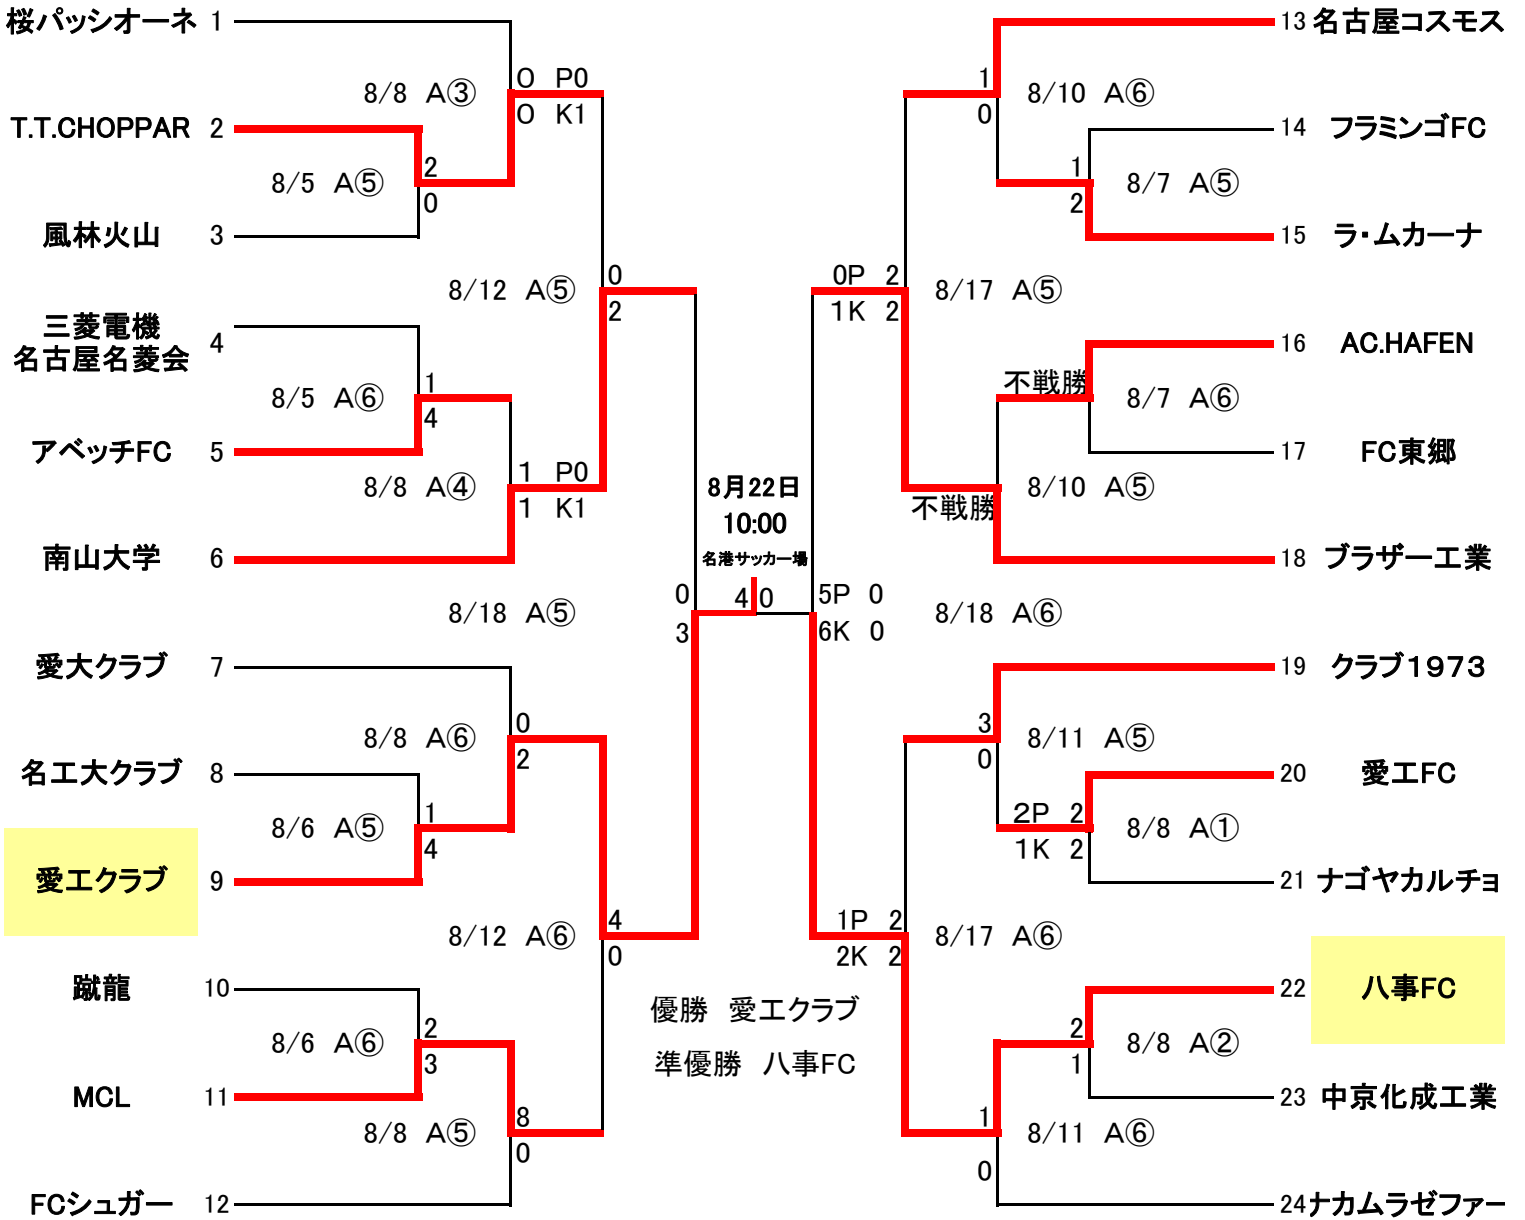 桜パッシオーネ 1
8/8 A③
O P0
O K1
T.T.CHOPPAR 2
8/5 A⑤
2
0
風林火山 3
8/12 A⑤
0
2
三菱電機
名古屋名菱会 4
8/5 A⑥
1
4
アベッチFC 5
8/8 A④
1 P0
1 K1
南山大学 6
8/18 A⑤
0
3
愛大クラブ 7
8/8 A⑥
0
2
名工大クラブ 8
8/6 A⑤
1
4
愛工クラブ 9
8/12 A⑥
4
0
蹴龍 10
8/6 A⑥
2
3
MCL 11
8/8 A⑤
8
0
FCシュガー 12
8月22日
10:00
名港サッカー場
4 0
優勝 愛工クラブ
準優勝 八事FC
13 名古屋コスモス
1
0
8/10 A⑥
14 フラミンゴFC
1
2
8/7 A⑤
15 ラ・ムカーナ
0P 2
1K 2
8/17 A⑤
16 AC.HAFEN
不戦勝
8/7 A⑥
17 FC東郷
不戦勝
8/10 A⑤
18 ブラザー工業
5P 0
6K 0
8/18 A⑥
19 クラブ1973
3
0
8/11 A⑤
20 愛工FC
2P 2
1K 2
8/8 A①
21 ナゴヤカルチョ
1P 2
2K 2
8/17 A⑥
22 八事FC
2
1
8/8 A②
23 中京化成工業
1
0
8/11 A⑥
24 ナカムラゼファー